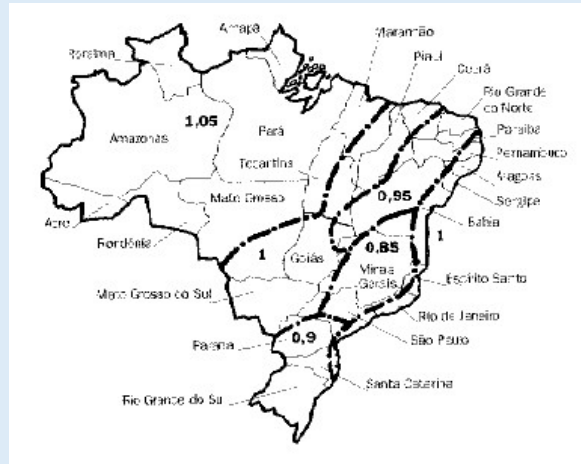 Amapá
Maranhão
Roraima
Piauí
Ceará
Rio Grande
do Norte
1,05
Amazonas
Pará
Paraíba
Pernambuco
Tocantins
Alagoas
Mato Grosso
0,95
Sergipe
Acre
Bahia
Rondônia
1
Goiás
0,85
1
Minas
Gerais
Espírito Santo
Mato Grosso do Sul
Rio de Janeiro
Paraná
0,9
São Paulo
Santa Catarina
Rio Grande do Su